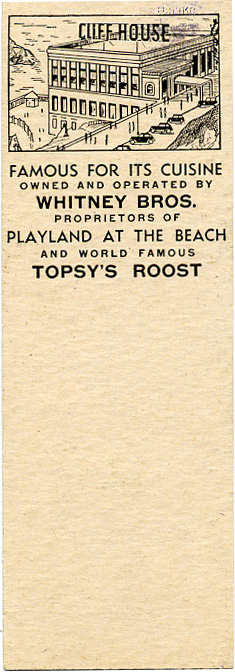 CLIFF HOUSE
FAMOUS FOR ITS CUISINE
OWNED AND OPERATED BY
WHITNEY BROS.
PROPRIETORS OF
PLAYLAND AT THE BEACH
AND WORLD FAMOUS
TOPSY'S ROOST